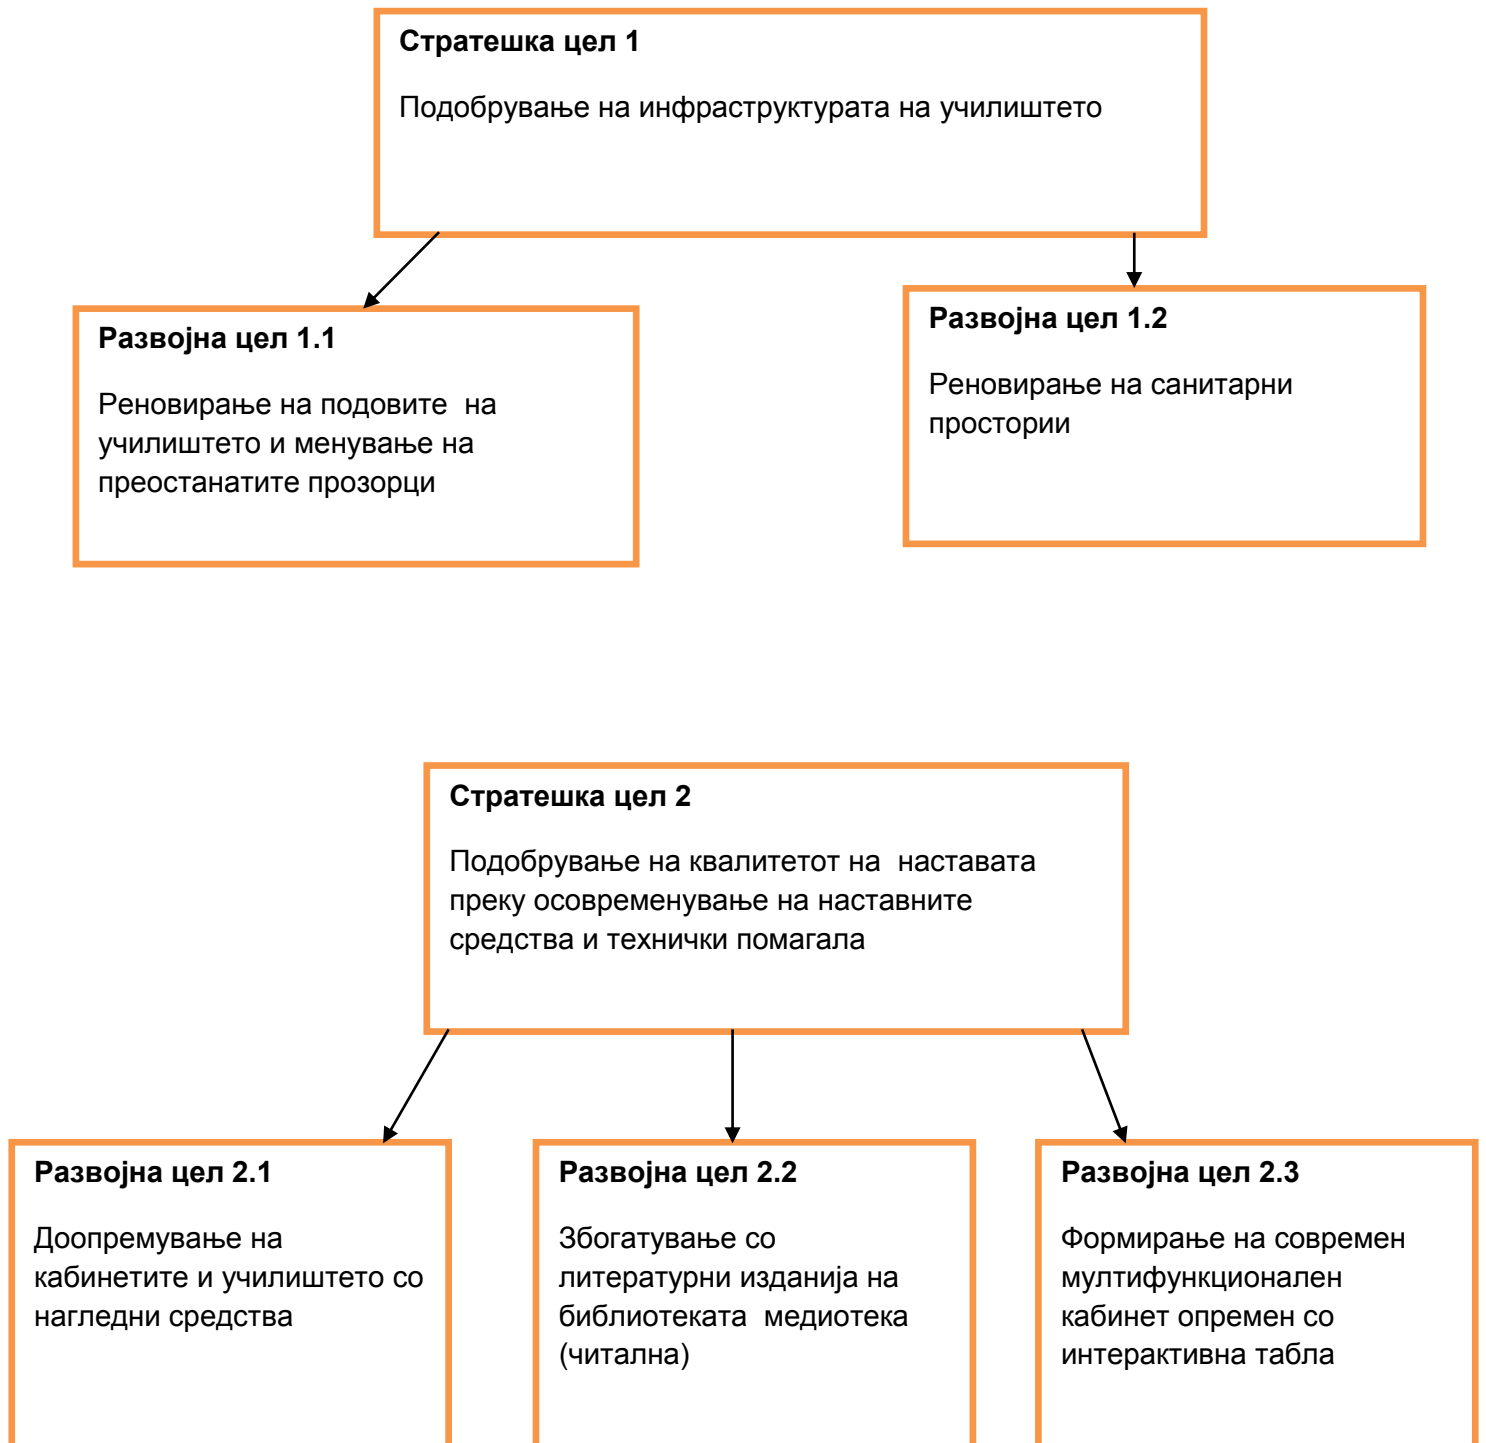 Стратешка цел 1
Подобрување на инфраструктурата на училиштето
Развојна цел 1.1
Реновирање на подовите  на
училиштето и менување на
преостанатите прозорци
Развојна цел 1.2
Реновирање на санитарни
простории
Стратешка цел 2
Подобрување на квалитетот на  наставата
преку осовременување на наставните
средства и технички помагала
Развојна цел 2.1
Доопремување на
кабинетите и училиштето со
нагледни средства
Развојна цел 2.2
Збогатување со
литературни изданија на
библиотеката  медиотека
(читална)
Развојна цел 2.3
Формирање на современ
мултифункционален
кабинет опремен со
интерактивна табла